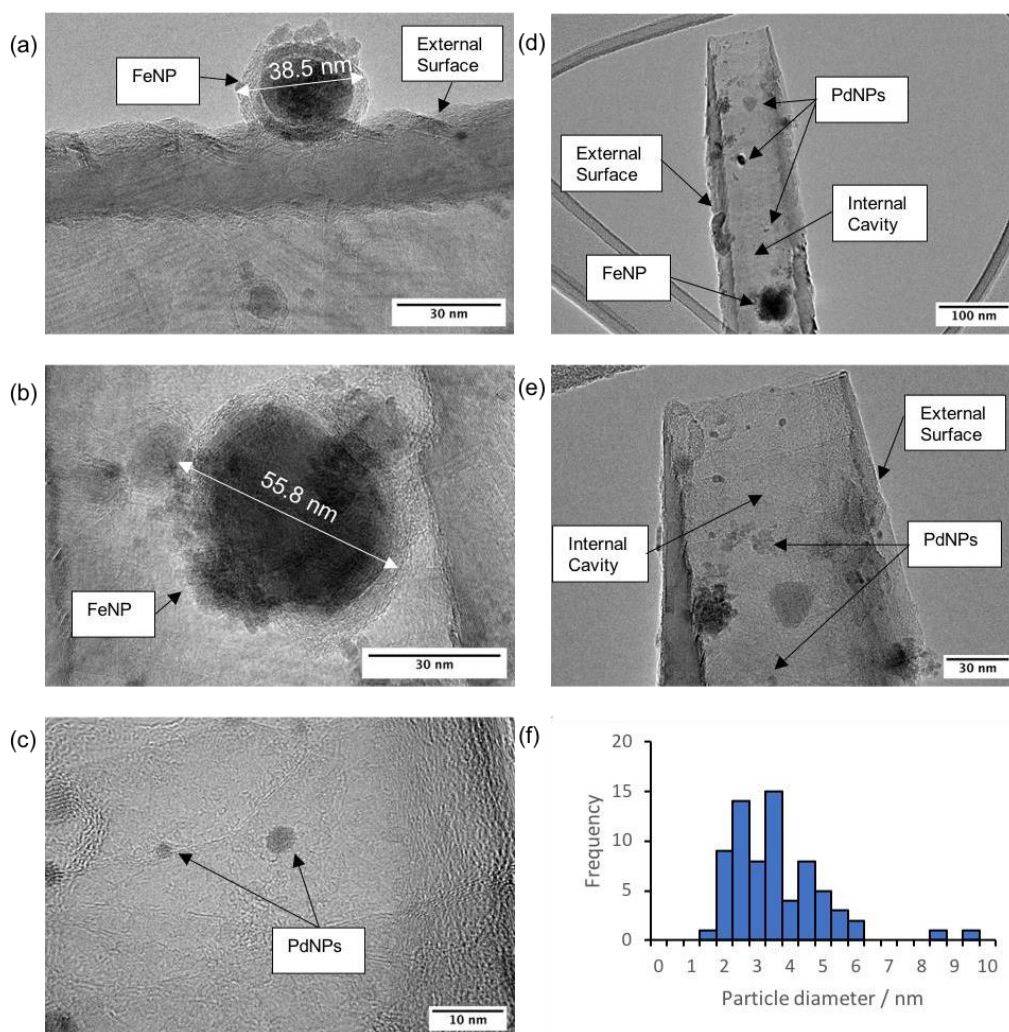 (a)
FeNP
38.5 nm
External
Surface
30 nm
(b)
55.8 nm
FeNP
30 nm
(c)
PdNPs
10 nm
(d)
PdNPs
External
Surface
Internal
Cavity
FeNP
100 nm
(e)
External
Surface
Internal
Cavity
PdNPs
30 nm
(f)
20
15
10
5
0
Frequency
0 1 2 3 4 5 6 7 8 9 10
Particle diameter / nm